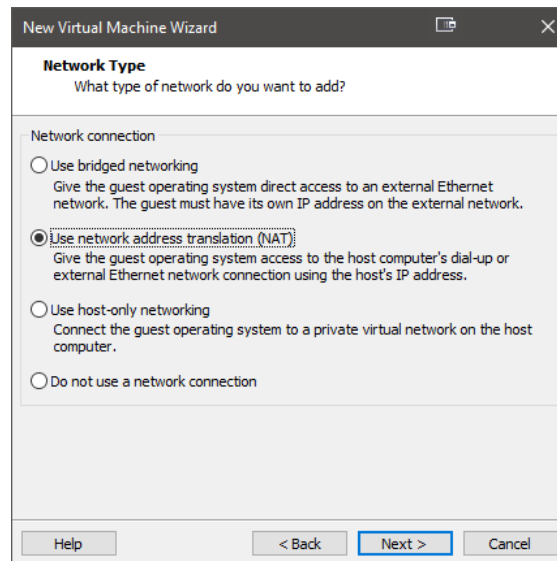 New Virtual Machine Wizard
Network Type
What type of network do you want to add?
Network connection
Use bridged networking
Give the guest operating system direct access to an external Ethernet
network. The guest must have its own IP address on the external network.
Use network address translation (NAT)
Give the guest operating system access to the host computer's dial-up or
external Ethernet network connection using the host's IP address.
Use host-only networking
Connect the guest operating system to a private virtual network on the host
computer.
Do not use a network connection
Help < Back Next > Cancel